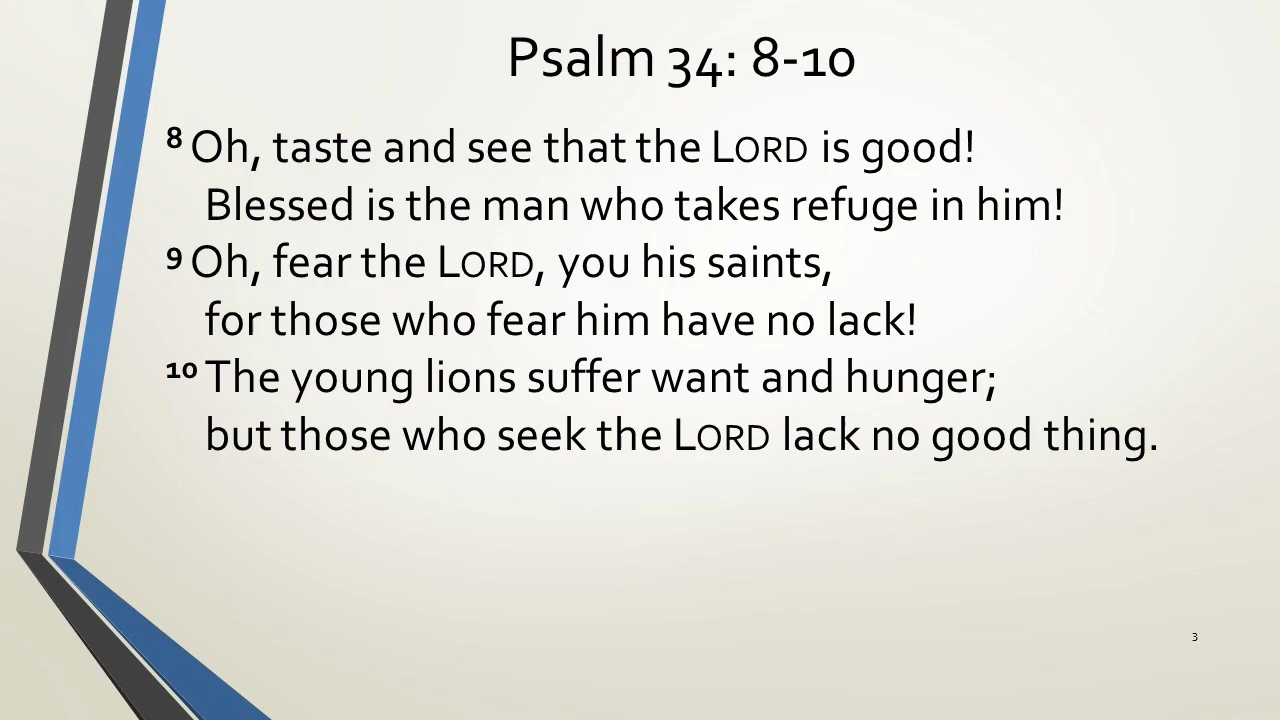 Psalm 34: 8-10
8 Oh, taste and see that the LORD is good!
Blessed is the man who takes refuge in him!
9 Oh, fear the LORD, you his saints,
for those who fear him have no lack!
10 The young lions suffer want and hunger;
but those who seek the LORD lack no good thing.
3